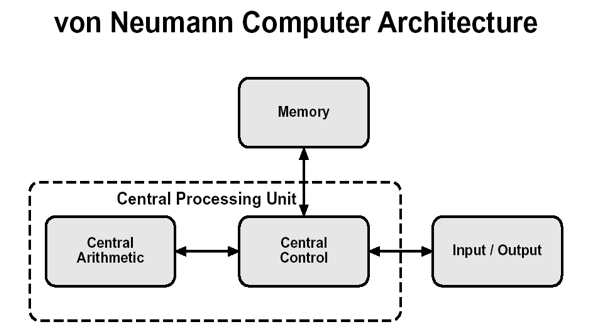 von Neumann Computer Architecture
Memory
Central Processing Unit
Central
Arithmetic
Central
Control
Input / Output